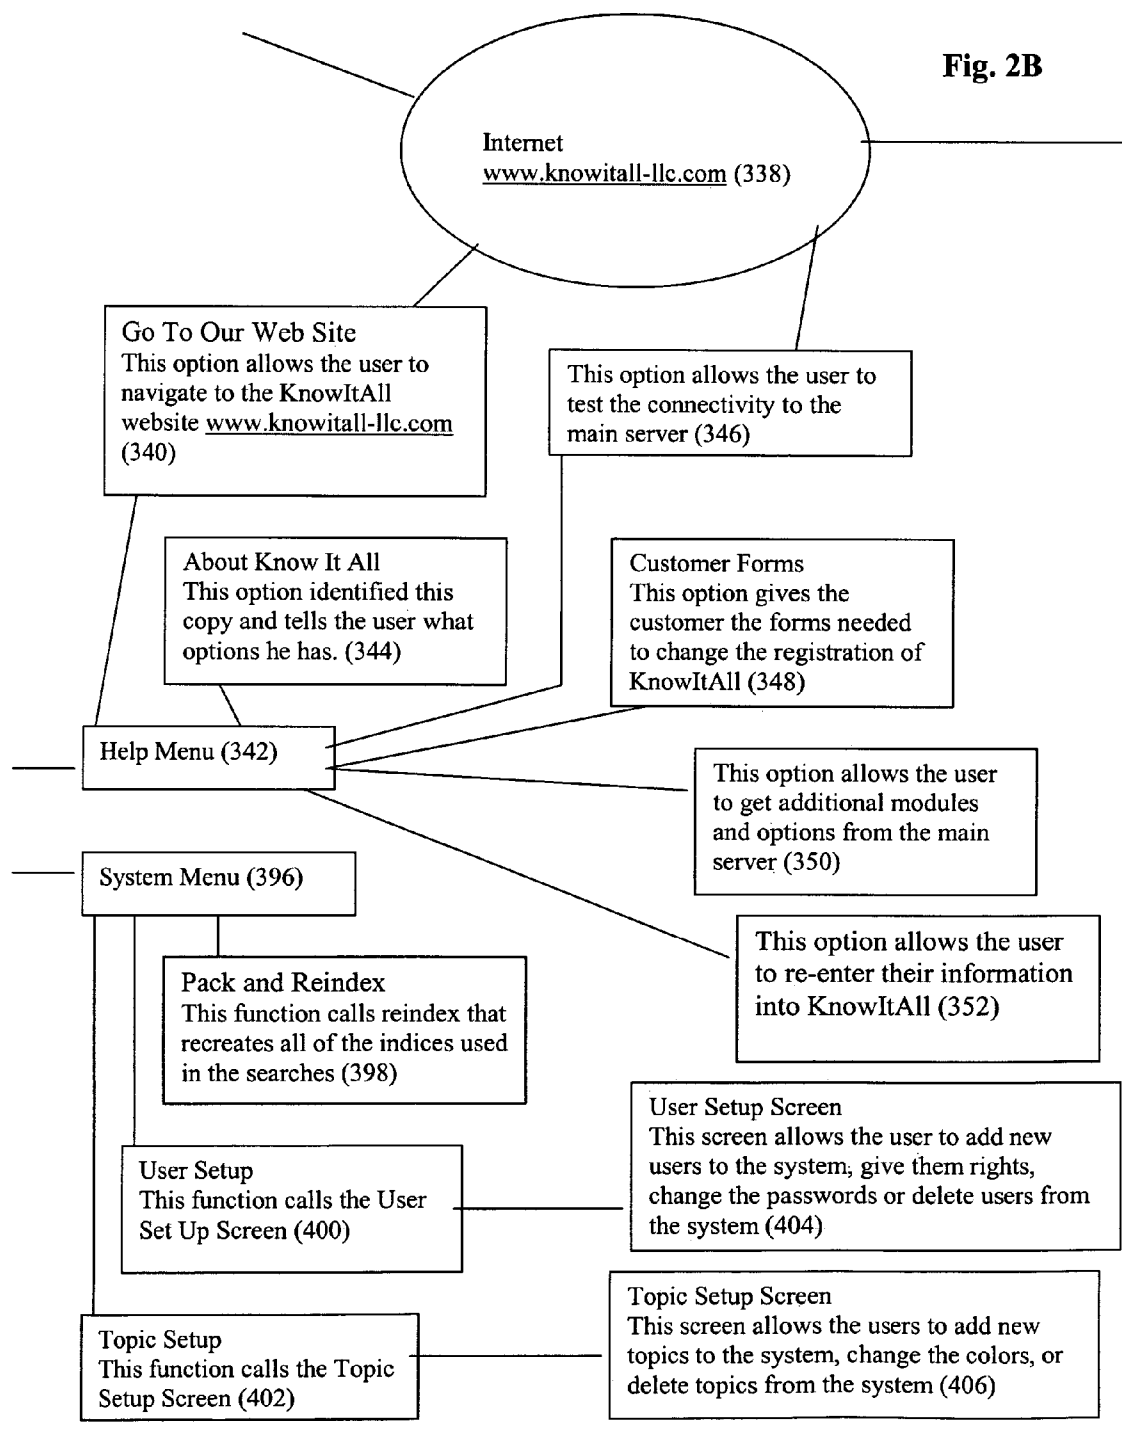 Fig. 2B
Internet
www.knowitall-llc.com (338)
Go To Our Web Site
This option allows the user to
navigate to the KnowItAll
website www.knowitall-llc.com
(340)
This option allows the user to
test the connectivity to the
main server (346)
About Know It All
This option identified this
copy and tells the user what
options he has. (344)
Customer Forms
This option gives the
customer the forms needed
to change the registration of
KnowItAll (348)
Help Menu (342)
This option allows the user
to get additional modules
and options from the main
server (350)
System Menu (396)
This option allows the user
to re-enter their information
into KnowItAll (352)
Pack and Reindex
This function calls reindex that
recreates all of the indices used
in the searches (398)
User Setup Screen
This screen allows the user to add new
users to the system, give them rights,
change the passwords or delete users from
the system (404)
User Setup
This function calls the User
Set Up Screen (400)
Topic Setup Screen
This screen allows the users to add new
topics to the system, change the colors, or
delete topics from the system (406)
Topic Setup
This function calls the Topic
Setup Screen (402)